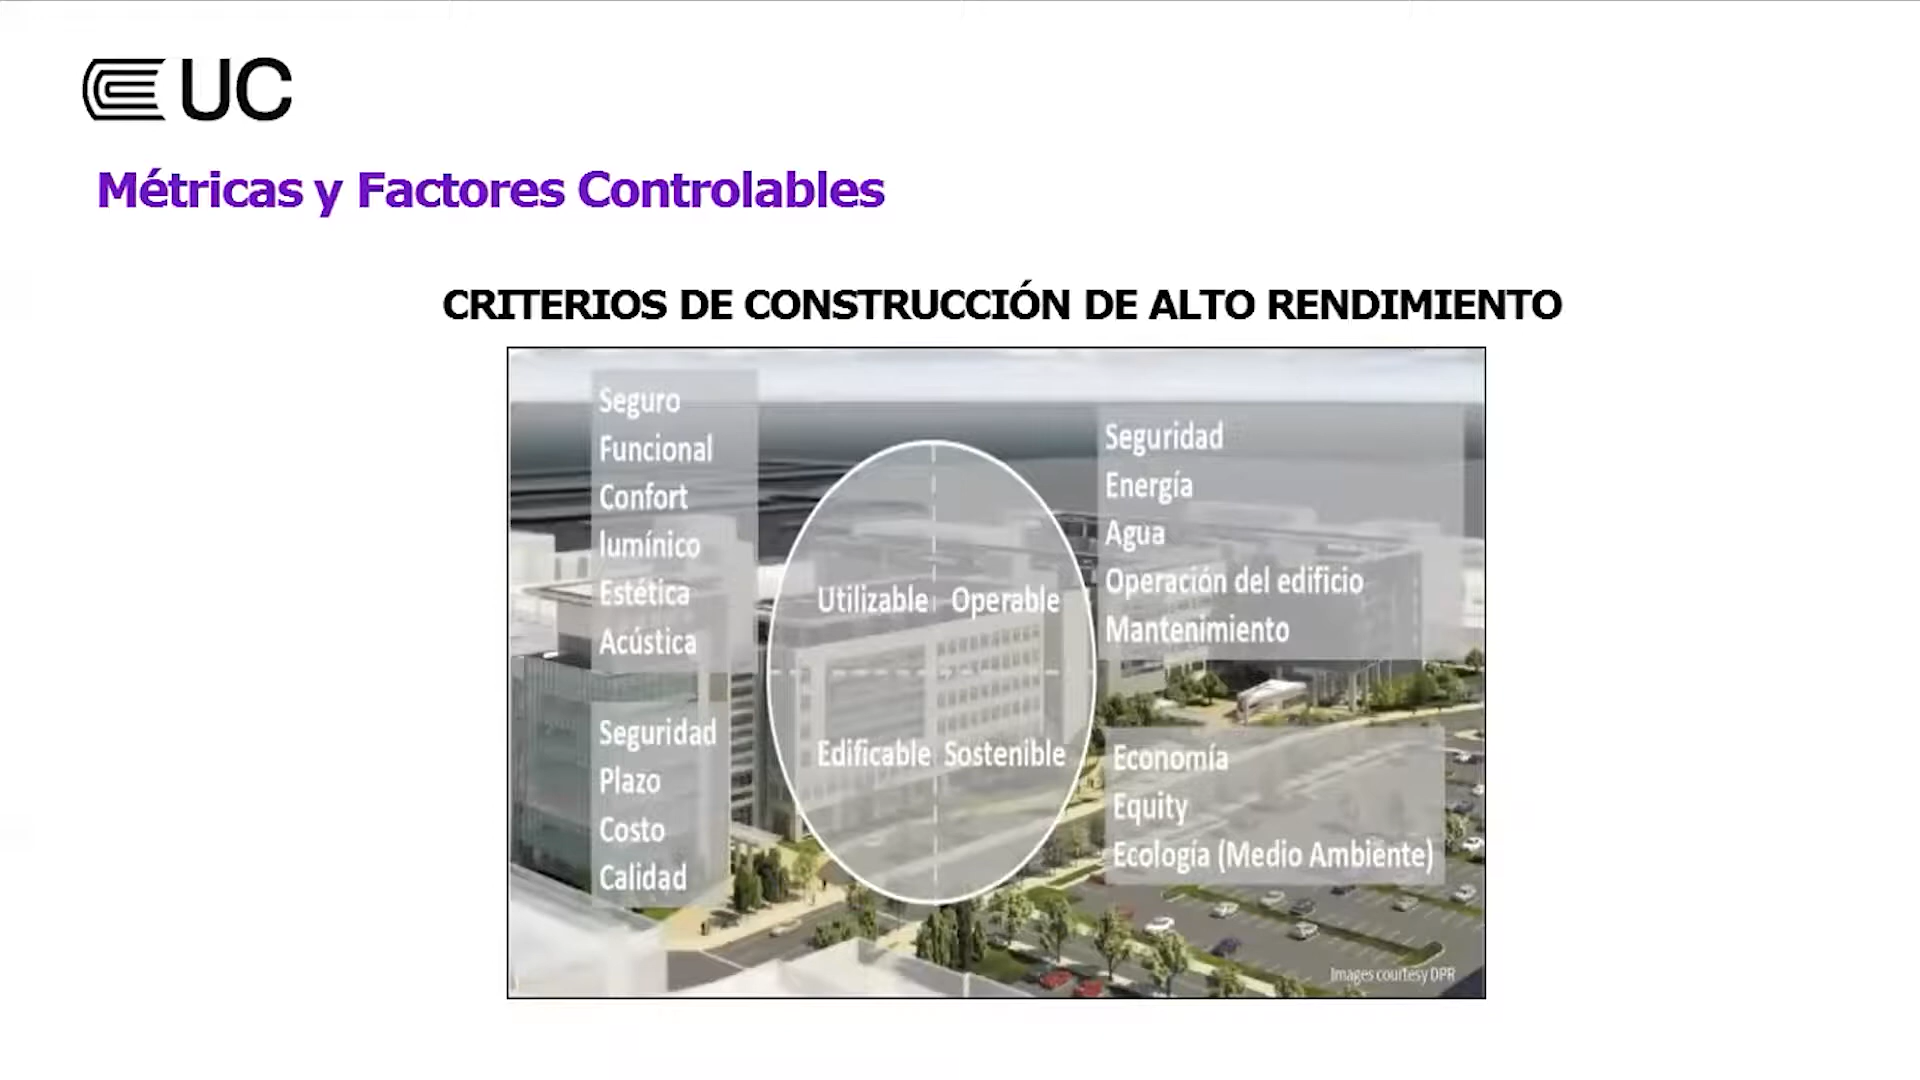 UC
Métricas y Factores Controlables
CRITERIOS DE CONSTRUCCIÓN DE ALTO RENDIMIENTO
Seguro
Funcional
Confort
lumínico
Estética
Acústica
Seguridad
Energía
Agua
Operación del edificio
Mantenimiento
Utilizable
Operable
Edificable
Sostenible
Seguridad
Plazo
Costo
Calidad
Economía
Equity
Ecología (Medio Ambiente)
Images courtesy DPR